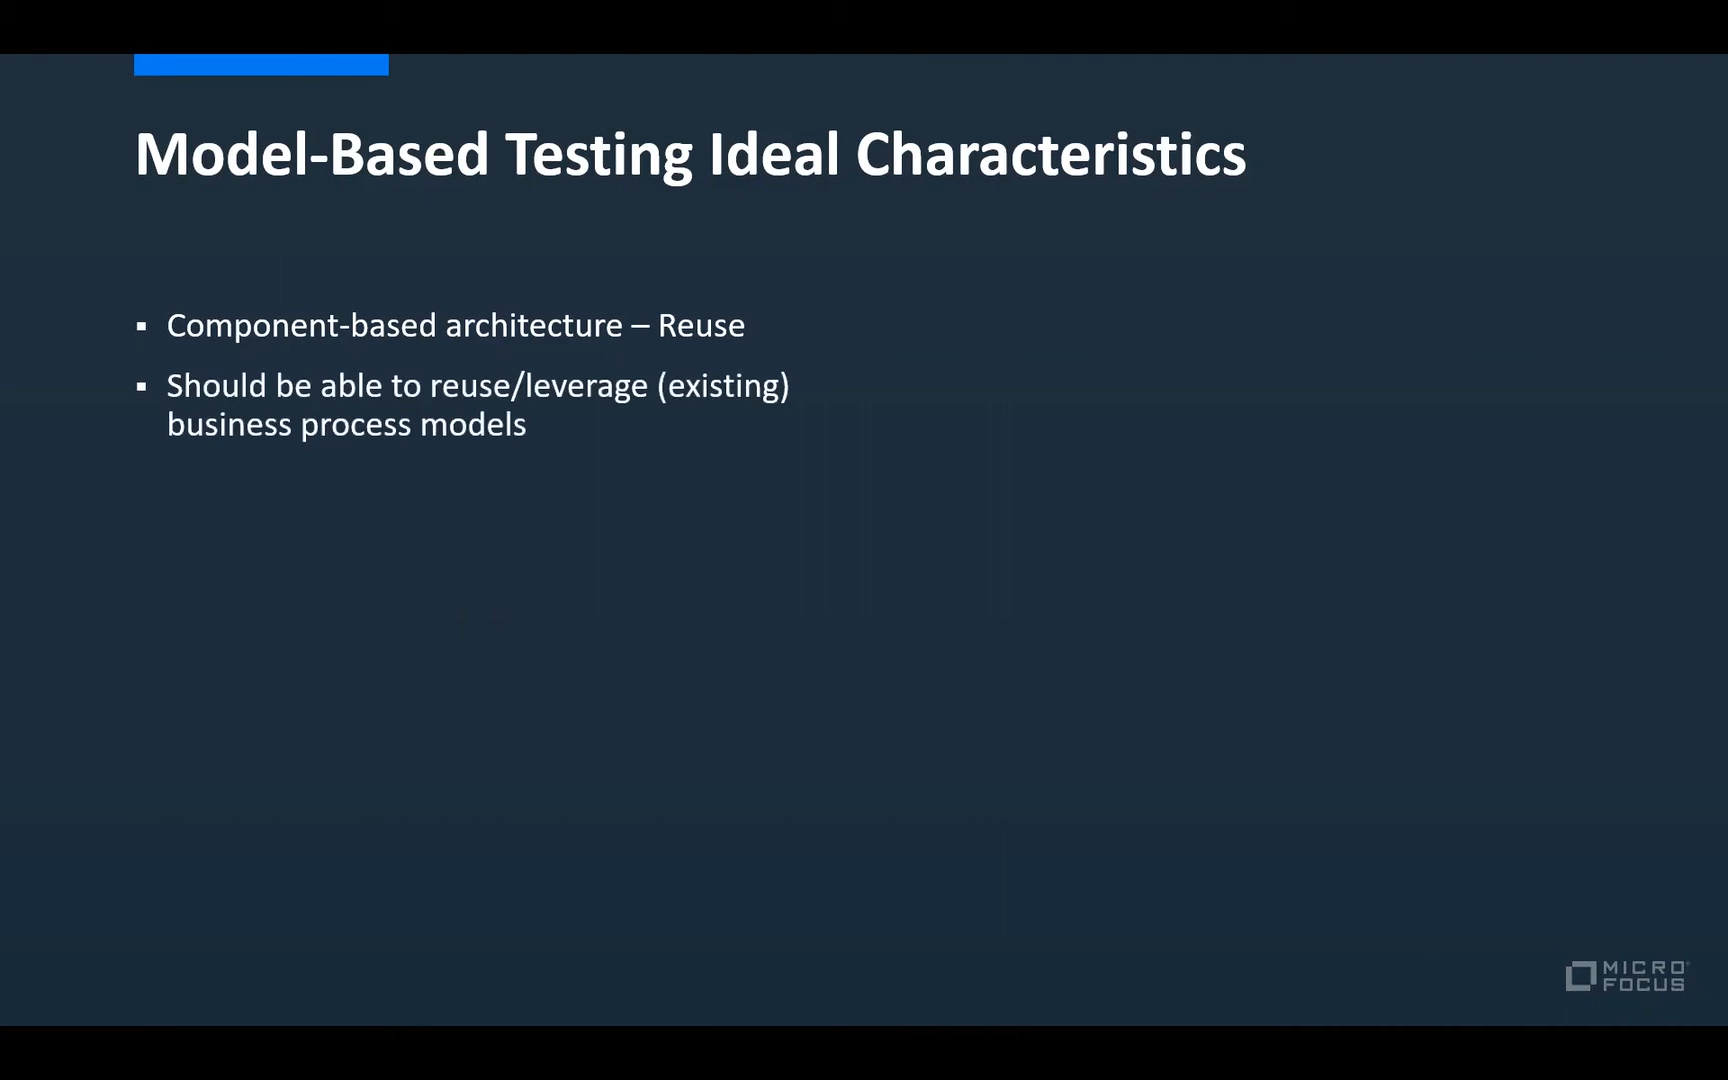 Model-Based Testing Ideal Characteristics
▪ Component-based architecture – Reuse
▪ Should be able to reuse/leverage (existing)
business process models
MICRO
FOCUS